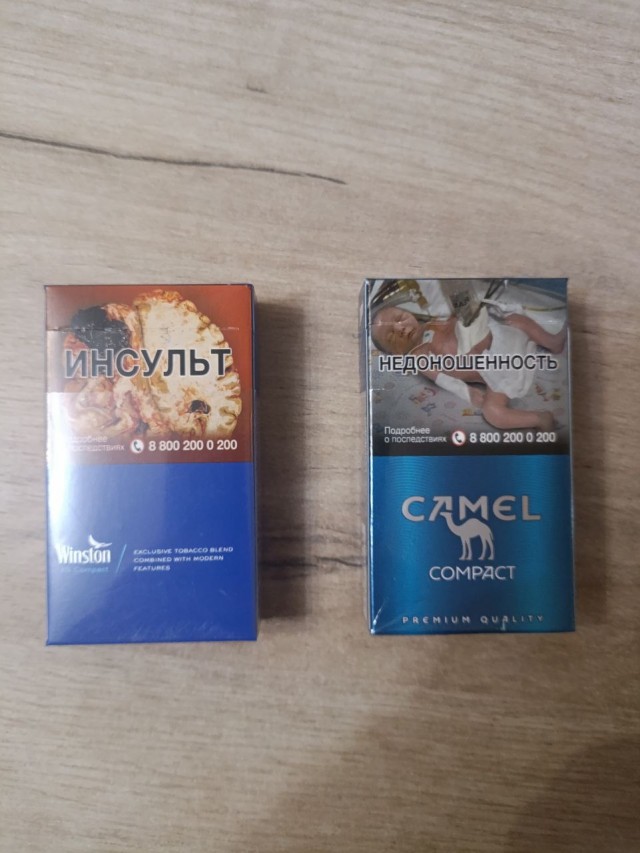 ИНСУЛЬТ
Подробнее
о последствиях 8 800 200 0 200
Winston
Compact
EXCLUSIVE TOBACCO BLEND
COMBINED WITH MODERN
FEATURES
НЕДОНОШЕННОСТЬ
Подробнее
о последствиях 8 800 200 0 200
CAMEL
COMPACT
PREMIUM QUALITY